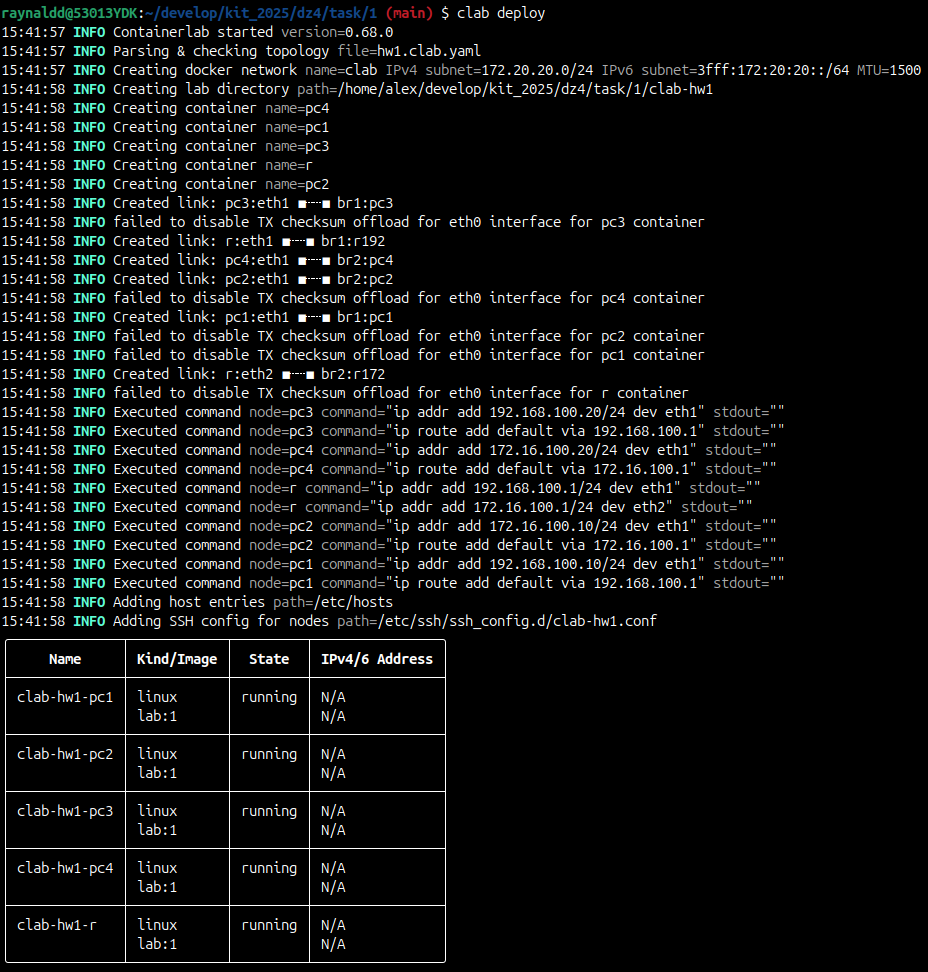 raynaldd@53013YDK:~/develop/kit_2025/dz4/task/1 (main) $ clab deploy
15:41:57 INFO Containerlab started version=0.68.0
15:41:57 INFO Parsing & checking topology file=hw1.clab.yaml
15:41:57 INFO Creating docker network name=clab IPv4 subnet=172.20.20.0/24 IPv6 subnet=3fff:172:20:20::/64 MTU=1500
15:41:58 INFO Creating lab directory path=/home/alex/develop/kit_2025/dz4/task/1/clab-hw1
15:41:58 INFO Creating container name=pc4
15:41:58 INFO Creating container name=pc1
15:41:58 INFO Creating container name=pc3
15:41:58 INFO Creating container name=r
15:41:58 INFO Creating container name=pc2
15:41:58 INFO Created link: pc3:eth1 ▪┄┄▪ br1:pc3
15:41:58 INFO failed to disable TX checksum offload for eth0 interface for pc3 container
15:41:58 INFO Created link: r:eth1 ▪┄┄▪ br1:r192
15:41:58 INFO Created link: pc4:eth1 ▪┄┄▪ br2:pc4
15:41:58 INFO Created link: pc2:eth1 ▪┄┄▪ br2:pc2
15:41:58 INFO failed to disable TX checksum offload for eth0 interface for pc4 container
15:41:58 INFO Created link: pc1:eth1 ▪┄┄▪ br1:pc1
15:41:58 INFO failed to disable TX checksum offload for eth0 interface for pc2 container
15:41:58 INFO failed to disable TX checksum offload for eth0 interface for pc1 container
15:41:58 INFO Created link: r:eth2 ▪┄┄▪ br2:r172
15:41:58 INFO failed to disable TX checksum offload for eth0 interface for r container
15:41:58 INFO Executed command node=pc3 command="ip addr add 192.168.100.20/24 dev eth1" stdout=""
15:41:58 INFO Executed command node=pc3 command="ip route add default via 192.168.100.1" stdout=""
15:41:58 INFO Executed command node=pc4 command="ip addr add 172.16.100.20/24 dev eth1" stdout=""
15:41:58 INFO Executed command node=pc4 command="ip route add default via 172.16.100.1" stdout=""
15:41:58 INFO Executed command node=r command="ip addr add 192.168.100.1/24 dev eth1" stdout=""
15:41:58 INFO Executed command node=r command="ip addr add 172.16.100.1/24 dev eth2" stdout=""
15:41:58 INFO Executed command node=pc2 command="ip addr add 172.16.100.10/24 dev eth1" stdout=""
15:41:58 INFO Executed command node=pc2 command="ip route add default via 172.16.100.1" stdout=""
15:41:58 INFO Executed command node=pc1 command="ip addr add 192.168.100.10/24 dev eth1" stdout=""
15:41:58 INFO Executed command node=pc1 command="ip route add default via 192.168.100.1" stdout=""
15:41:58 INFO Adding host entries path=/etc/hosts
15:41:58 INFO Adding SSH config for nodes path=/etc/ssh/ssh_config.d/clab-hw1.conf
Name Kind/Image State IPv4/6 Address
clab-hw1-pc1 linux running N/A
lab:1 N/A
clab-hw1-pc2 linux running N/A
lab:1 N/A
clab-hw1-pc3 linux running N/A
lab:1 N/A
clab-hw1-pc4 linux running N/A
lab:1 N/A
clab-hw1-r linux running N/A
lab:1 N/A